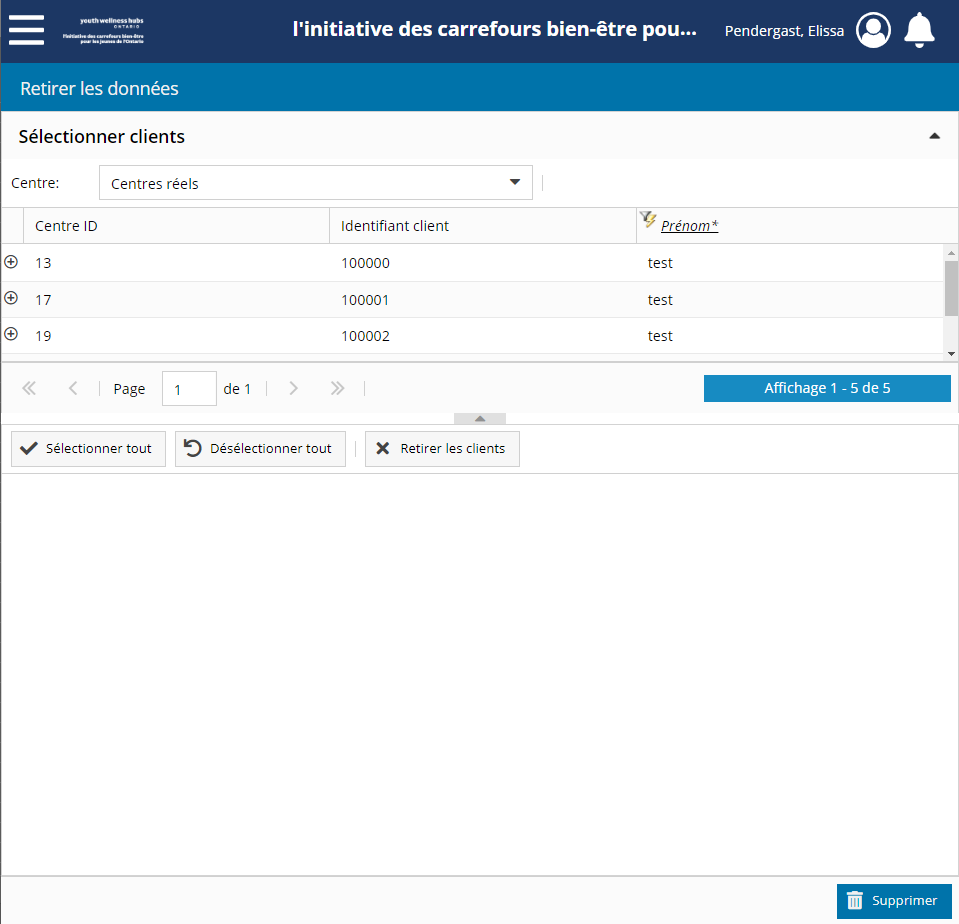 youth wellness hubs
ONTARIO
l'initiative des carrefours bien-être
pour les jeunes de l'Ontario
l'initiative des carrefours bien-être pou...
Pendergast, Elissa
Retirer les données
Sélectionner clients
Centre: Centres réels
Centre ID Identifiant client Prénom*
13 100000 test
17 100001 test
19 100002 test
Page 1 de 1 Affichage 1 - 5 de 5
Sélectionner tout Désélectionner tout Retirer les clients
Supprimer